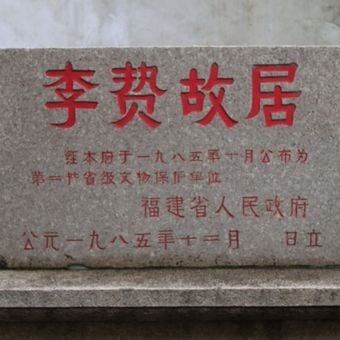 李贽故居
经本府于一九八五年十月公布为
第二批省级文物保护单位
福建省人民政府
公元一九八五年十二月 日立